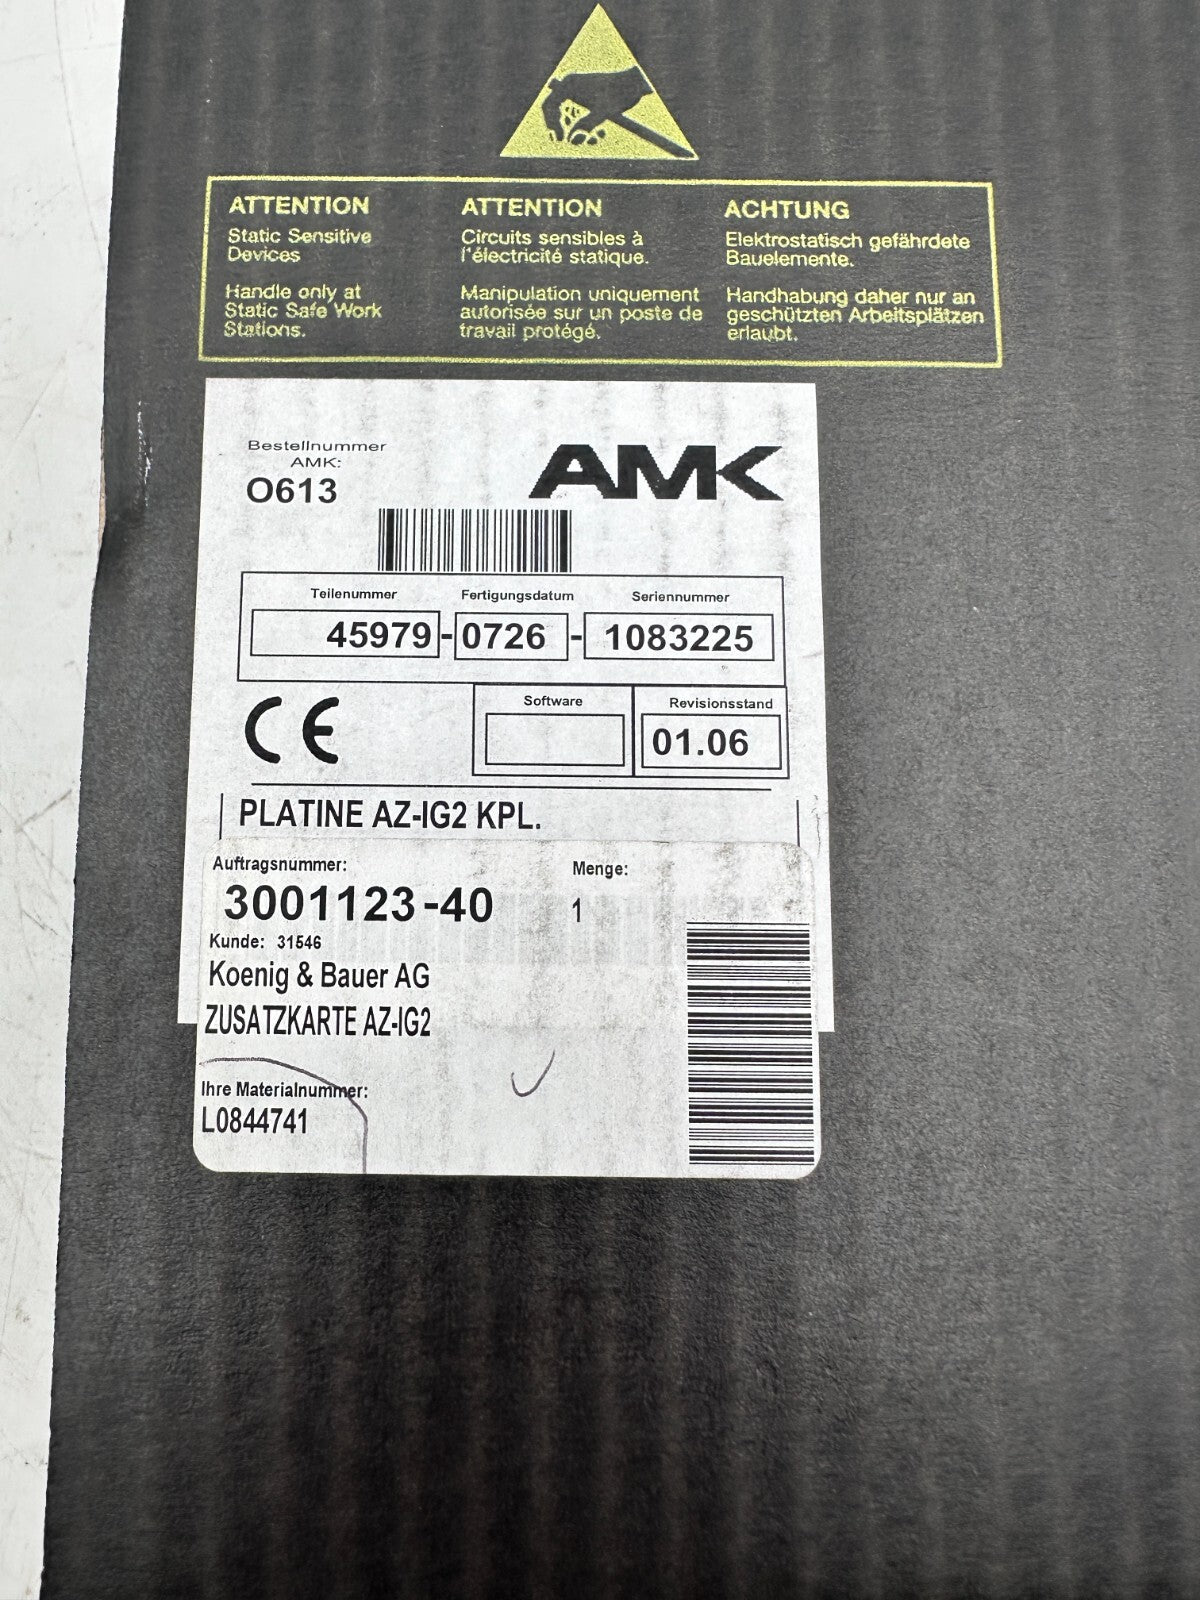 ATTENTION
Static Sensitive
Devices
Handle only at
Static Safe Work
Stations.
ATTENTION
Circuits sensibles à
l'électricité statique.
Manipulation uniquement
autorisée sur un poste de
travail protégé.
ACHTUNG
Elektrostatisch gefährdete
Bauelemente.
Handhabung daher nur an
geschützten Arbeitsplätzen
erlaubt.
Bestellnummer
AMK:
O613
AMK
Teilenummer Fertigungsdatum Seriennummer
45979-0726-1083225
CE
Software Revisionsstand
01.06
PLATINE AZ-IG2 KPL.
Auftragsnummer: Menge:
3001123-40 1
Kunde: 31546
Koenig & Bauer AG
ZUSATZKARTE AZ-IG2
Ihre Materialnummer:
L0844741